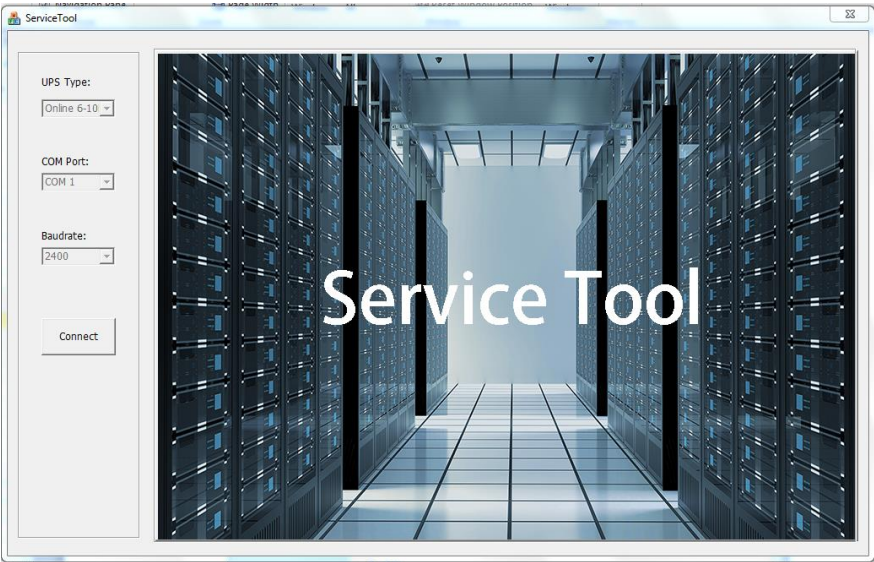 ServiceTool
UPS Type:
Online 6-10
COM Port:
COM 1
Baudrate:
2400
Connect
Service Tool